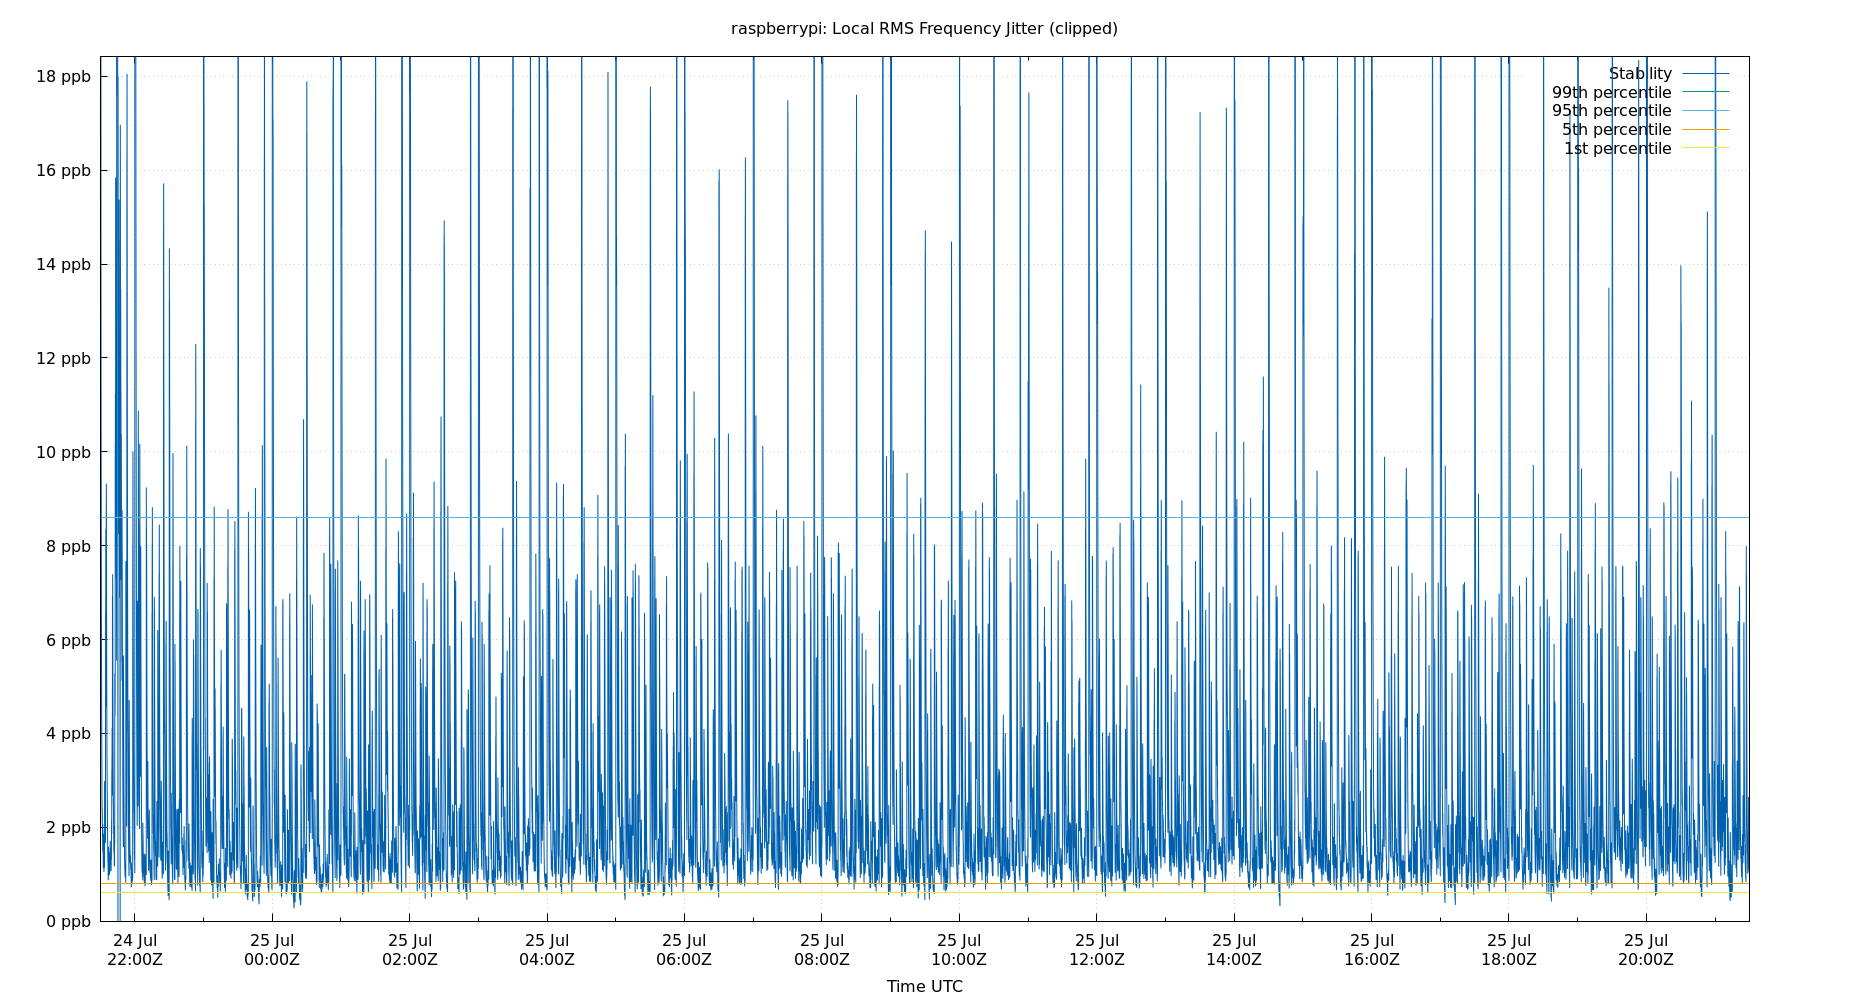 raspberrypi: Local RMS Frequency Jitter (clipped)
18 ppb
16 ppb
14 ppb
12 ppb
10 ppb
8 ppb
6 ppb
4 ppb
2 ppb
0 ppb
Stability
99th percentile
95th percentile
5th percentile
1st percentile
24 Jul
22:00Z
25 Jul
00:00Z
25 Jul
02:00Z
25 Jul
04:00Z
25 Jul
06:00Z
25 Jul
08:00Z
25 Jul
10:00Z
25 Jul
12:00Z
25 Jul
14:00Z
25 Jul
16:00Z
25 Jul
18:00Z
25 Jul
20:00Z
Time UTC